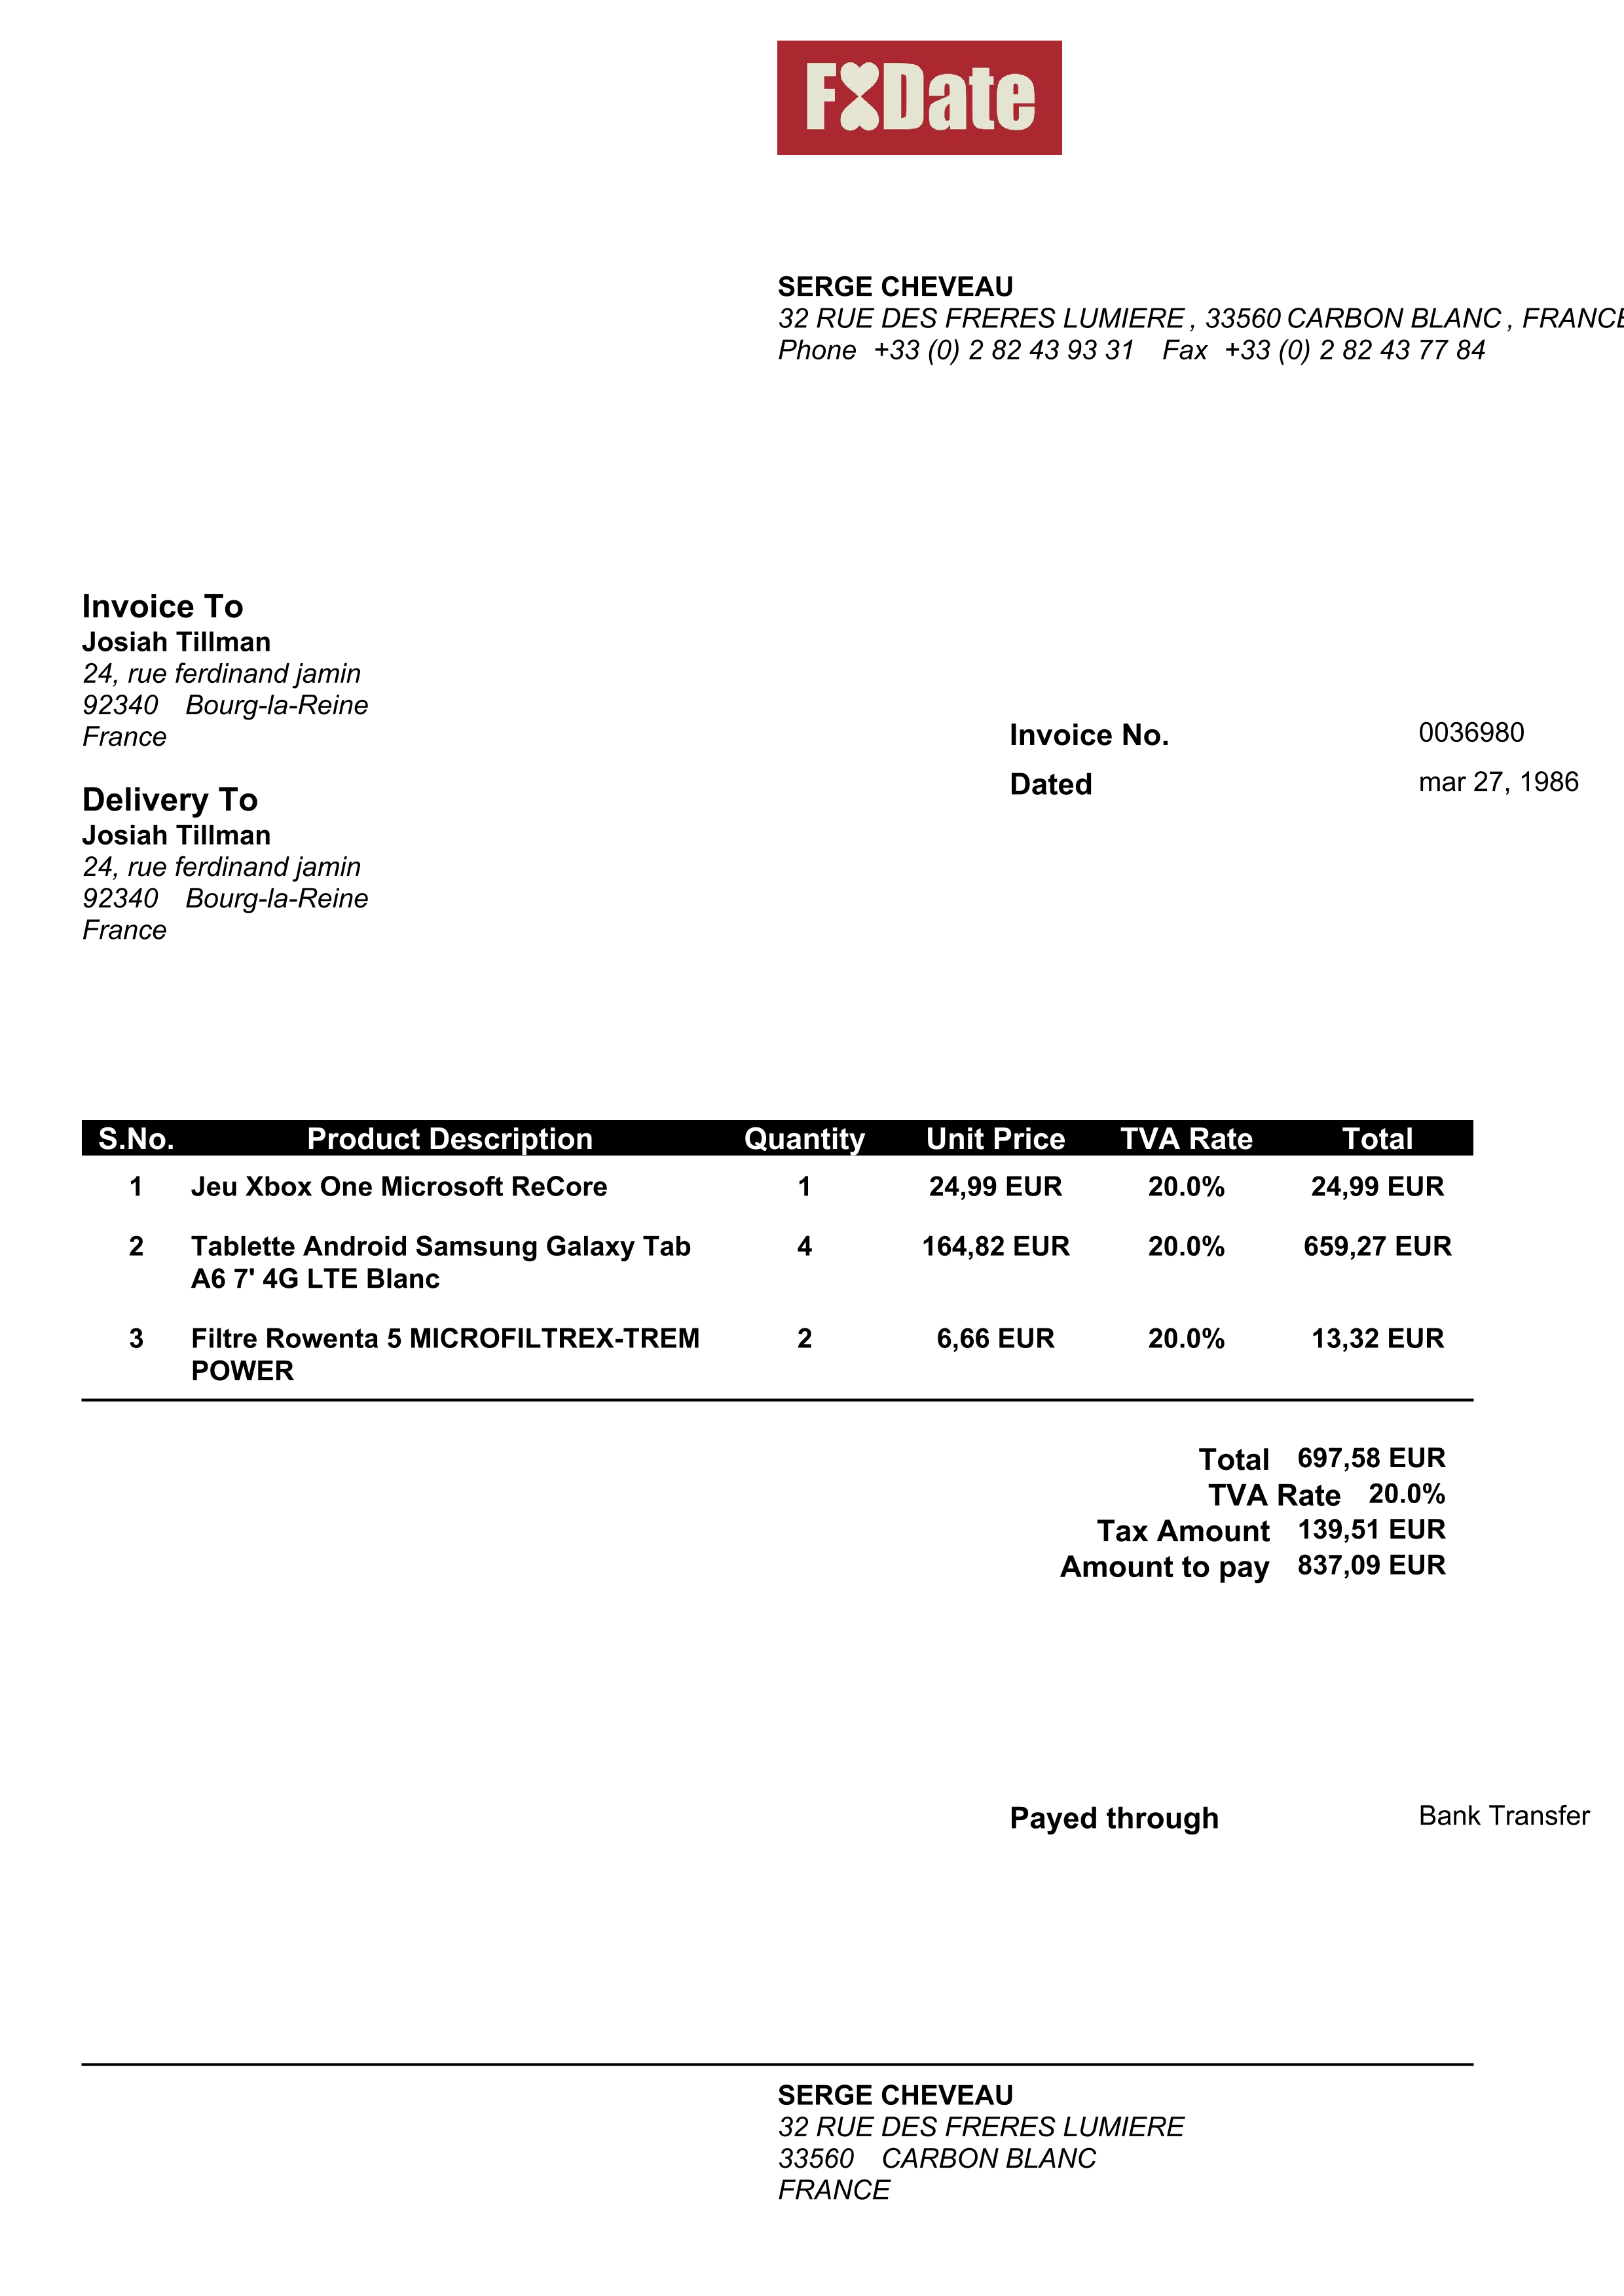 FXDate
SERGE CHEVEAU
32 RUE DES FRERES LUMIERE , 33560 CARBON BLANC , FRANCE
Phone +33 (0) 2 82 43 93 31 Fax +33 (0) 2 82 43 77 84
Invoice To
Josiah Tillman
24, rue ferdinand jamin
92340 Bourg-la-Reine
France
Invoice No. 0036980
Dated mar 27, 1986
Delivery To
Josiah Tillman
24, rue ferdinand jamin
92340 Bourg-la-Reine
France
S.No. Product Description Quantity Unit Price TVA Rate Total
1 Jeu Xbox One Microsoft ReCore 1 24,99 EUR 20.0% 24,99 EUR
2 Tablette Android Samsung Galaxy Tab 4 164,82 EUR 20.0% 659,27 EUR
A6 7' 4G LTE Blanc
3 Filtre Rowenta 5 MICROFILTREX-TREM 2 6,66 EUR 20.0% 13,32 EUR
POWER
Total 697,58 EUR
TVA Rate 20.0%
Tax Amount 139,51 EUR
Amount to pay 837,09 EUR
Payed through Bank Transfer
SERGE CHEVEAU
32 RUE DES FRERES LUMIERE
33560 CARBON BLANC
FRANCE